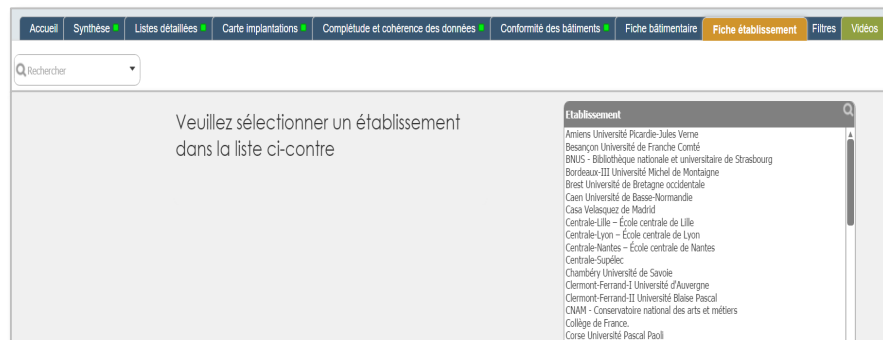 Accueil Synthèse Listes détaillées Carte implantations Complétude et cohérence des données Conformité des bâtiments Fiche bâtimentaire Fiche établissement Filtres Vidéos
Rechercher
Veuillez sélectionner un établissement
dans la liste ci-contre
Etablissement
Amiens Université Picardie-Jules Verne
Besançon Université de Franche Comté
BNUS - Bibliothèque nationale et universitaire de Strasbourg
Bordeaux-III Université Michel de Montaigne
Brest Université de Bretagne occidentale
Caen Université de Basse-Normandie
Casa Velasquez de Madrid
Centrale-Lille – École centrale de Lille
Centrale-Lyon – École centrale de Lyon
Centrale-Nantes – École centrale de Nantes
Centrale-Supélec
Chambéry Université de Savoie
Clermont-Ferrand-I Université d'Auvergne
Clermont-Ferrand-II Université Blaise Pascal
CNAM - Conservatoire national des arts et métiers
Collège de France.
Corse Université Pascal Paoli